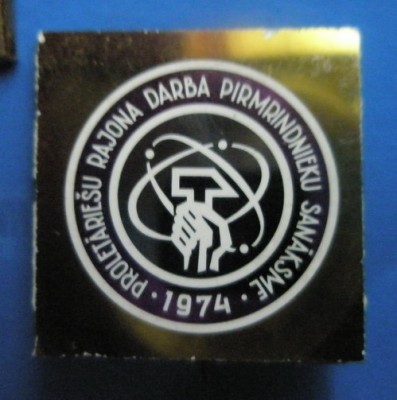 PROLETĀRIEŠU RAJONA DARBA PIRMRINDNIEKU SANĀKSME
· 1974 ·